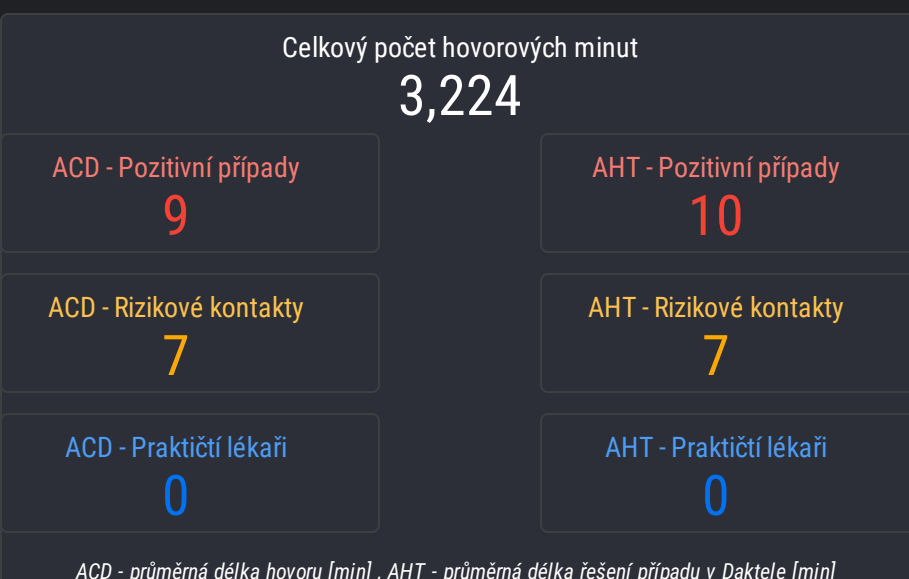 Celkový počet hovorových minut
3,224
ACD - Pozitivní případy
9
AHT - Pozitivní případy
10
ACD - Rizikové kontakty
7
AHT - Rizikové kontakty
7
ACD - Praktičtí lékaři
0
AHT - Praktičtí lékaři
0
ACD - průměrná délka hovoru [min] , AHT - průměrná délka řešení případu v Daktele [min]